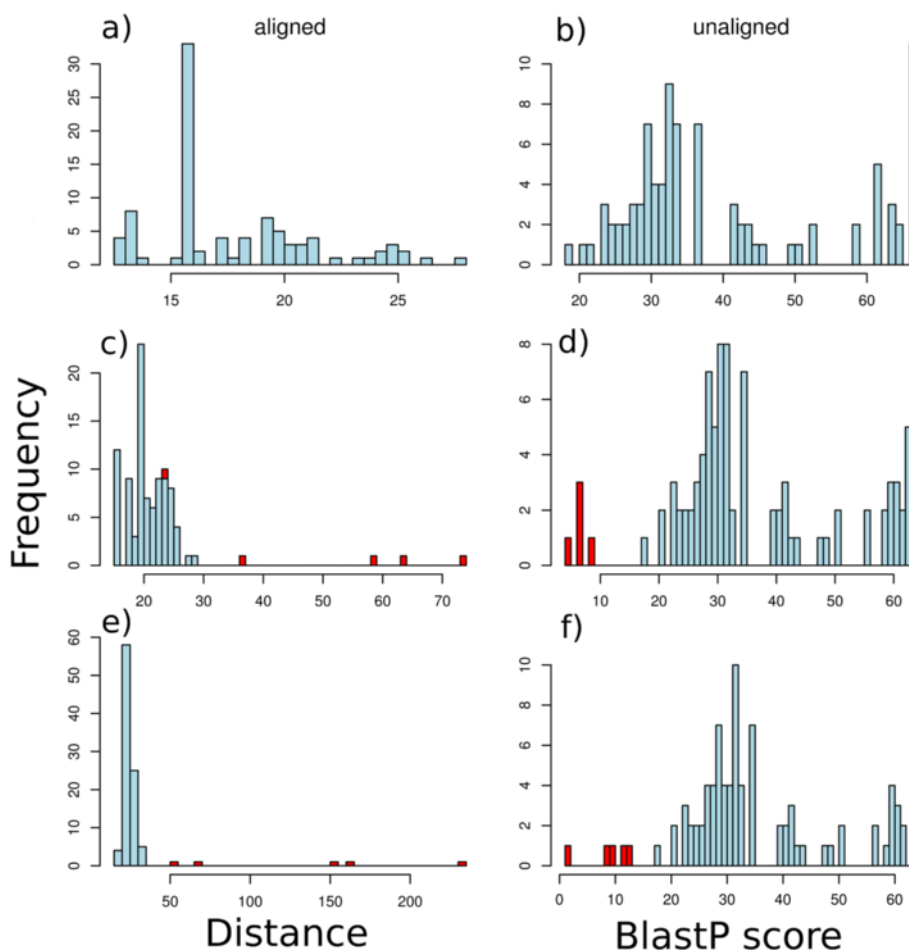 a) aligned
b) unaligned
0 5 10 15 20 25 30
15 20 25
0 2 4 6 8 10
20 30 40 50 60
c)
d)
Frequency
0 5 10 15 20
20 30 40 50 60 70
0 2 4 6 8
10 20 30 40 50 60
e)
f)
0 10 20 30 40 50 60
50 100 150 200
0 2 4 6 8 10
0 10 20 30 40 50 60
Distance
BlastP score